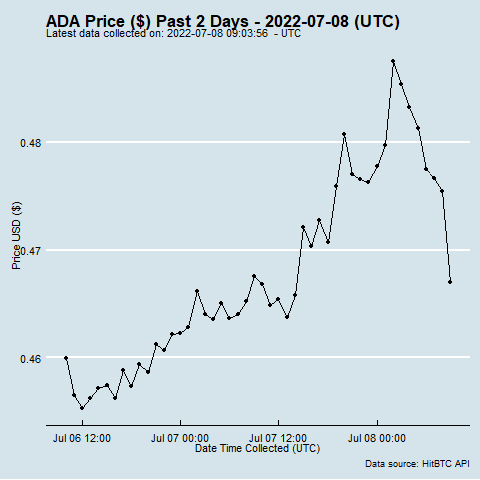 ADA Price ($) Past 2 Days - 2022-07-08 (UTC)
Latest data collected on: 2022-07-08 09:03:56 - UTC
0.48
0.47
0.46
Price USD ($)
Jul 06 12:00 Jul 07 00:00 Jul 07 12:00 Jul 08 00:00
Date Time Collected (UTC)
Data source: HitBTC API